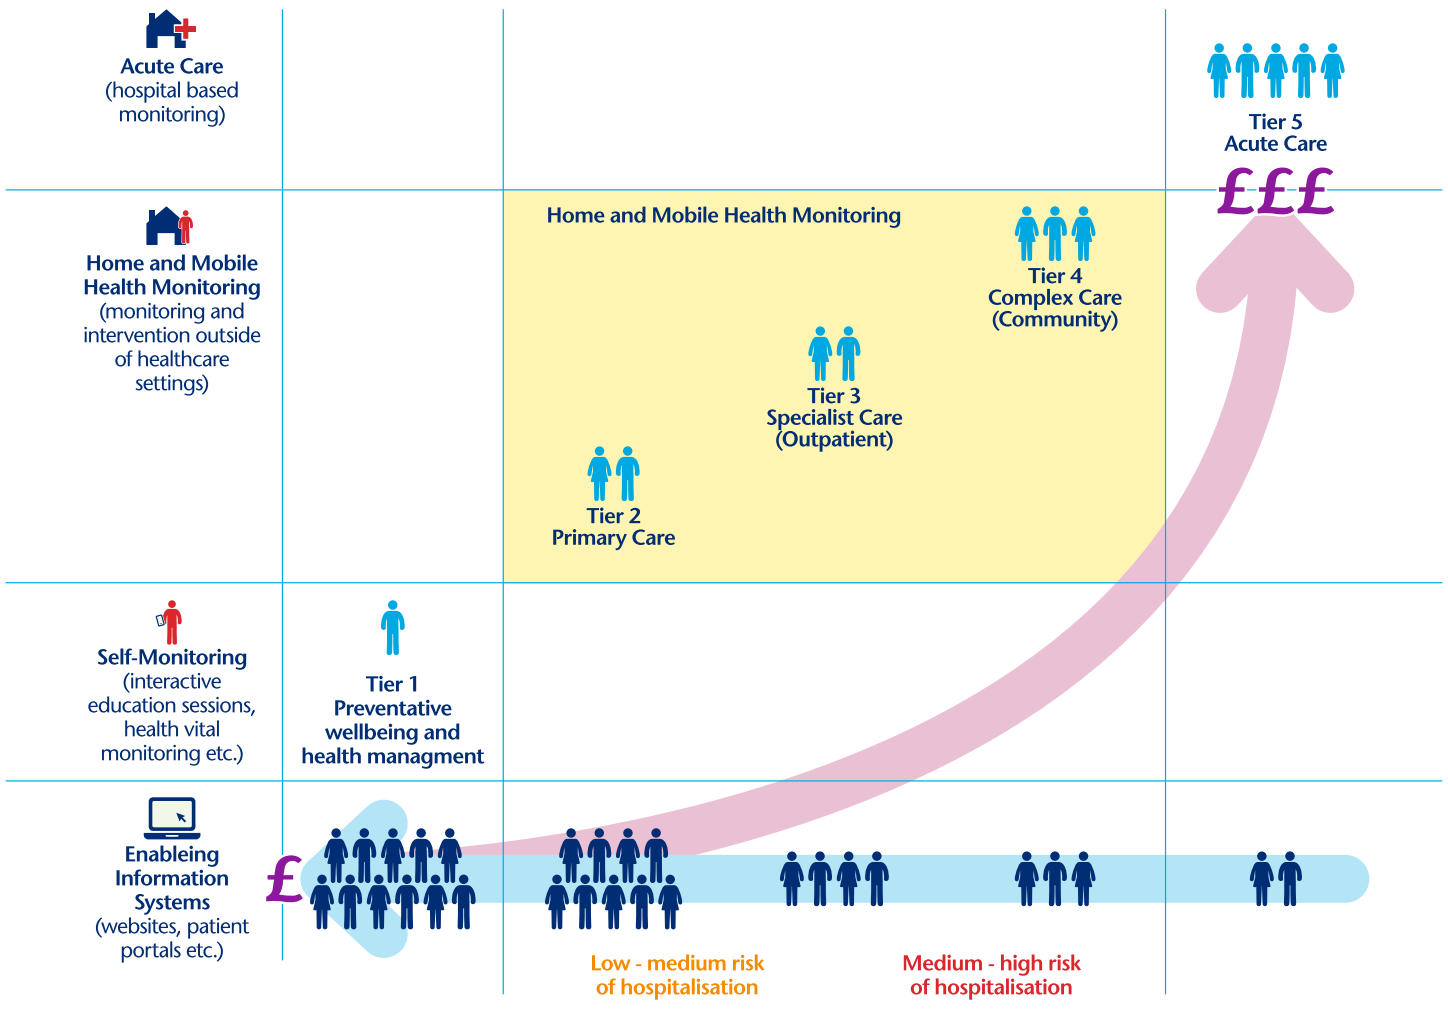 Acute Care
(hospital based
monitoring)
Tier 5
Acute Care
£££
Home and Mobile
Health Monitoring
(monitoring and
intervention outside
of healthcare
settings)
Home and Mobile Health Monitoring
Tier 4
Complex Care
(Community)
Tier 3
Specialist Care
(Outpatient)
Tier 2
Primary Care
Self-Monitoring
(interactive
education sessions,
health vital
monitoring etc.)
Tier 1
Preventative
wellbeing and
health managment
Enableing
Information
Systems
(websites, patient
portals etc.)
£
Low - medium risk
of hospitalisation
Medium - high risk
of hospitalisation